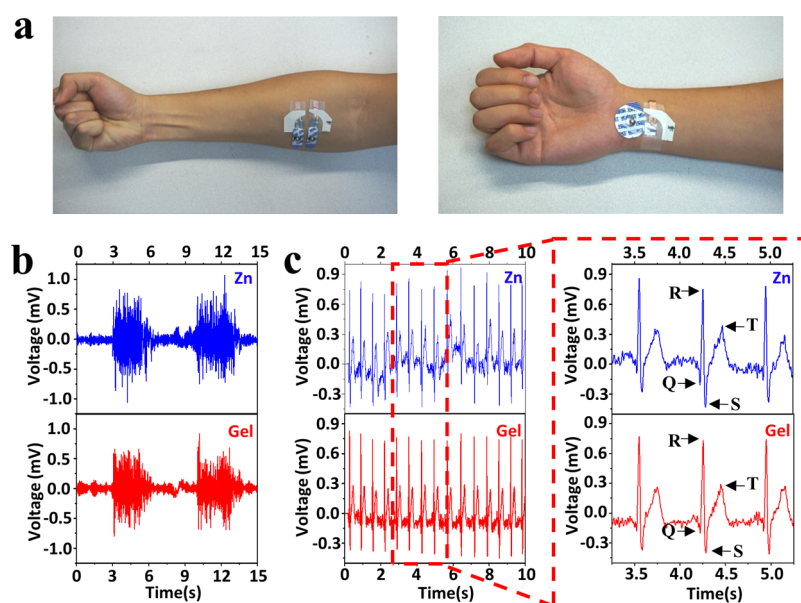 a
b
0 3 6 9 12 15
Zn
1.0
0.5
0.0
-0.5
-1.0
Voltage (mV)
Gel
1.0
0.5
0.0
-0.5
-1.0
Voltage (mV)
0 3 6 9 12 15
Time(s)
c
0 2 4 6 8 10
Zn
0.9
0.6
0.3
0.0
-0.3
Voltage (mV)
Gel
0.9
0.6
0.3
0.0
-0.3
Voltage (mV)
0 2 4 6 8 10
Time(s)
3.5 4.0 4.5 5.0
Zn
0.9
0.6
0.3
0.0
-0.3
Voltage (mV)
R
T
Q
S
Gel
0.9
0.6
0.3
0.0
-0.3
Voltage (mV)
R
T
Q
S
3.5 4.0 4.5 5.0
Time(s)